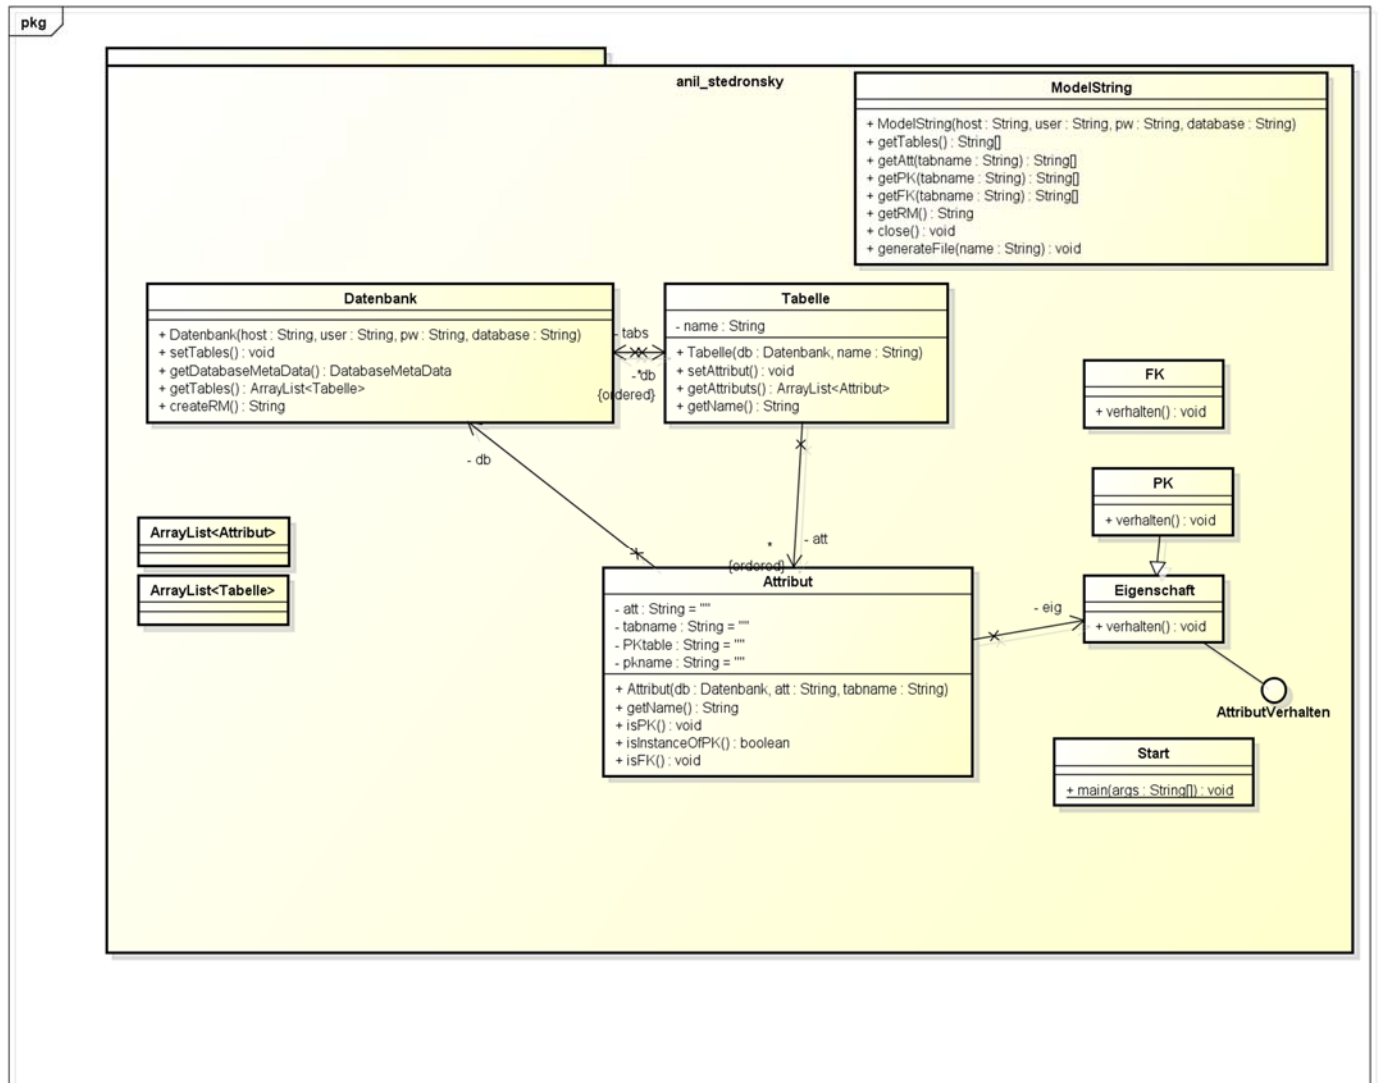 pkg
anil_stedronsky
ModelString
+ ModelString(host : String, user : String, pw : String, database : String)
+ getTables() : String[]
+ getAtt(tabname : String) : String[]
+ getPK(tabname : String) : String[]
+ getFK(tabname : String) : String[]
+ getRM() : String
+ close() : void
+ generateFile(name : String) : void
Datenbank
+ Datenbank(host : String, user : String, pw : String, database : String)
+ setTables() : void
+ getDatabaseMetaData() : DatabaseMetaData
+ getTables() : ArrayList<Tabelle>
+ createRM() : String
- tabs
-*db
{ordered}
Tabelle
- name : String
+ Tabelle(db : Datenbank, name : String)
+ setAttribut() : void
+ getAttributs() : ArrayList<Attribut>
+ getName() : String
FK
+ verhalten() : void
- db
PK
+ verhalten() : void
ArrayList<Attribut>
ArrayList<Tabelle>
- att
*
{ordered}
Attribut
- att : String = ""
- tabname : String = ""
- PKtable : String = ""
- pkname : String = ""
+ Attribut(db : Datenbank, att : String, tabname : String)
+ getName() : String
+ isPK() : void
+ isInstanceOfPK() : boolean
+ isFK() : void
- eig
Eigenschaft
+ verhalten() : void
AttributVerhalten
Start
+ main(args : String[]) : void